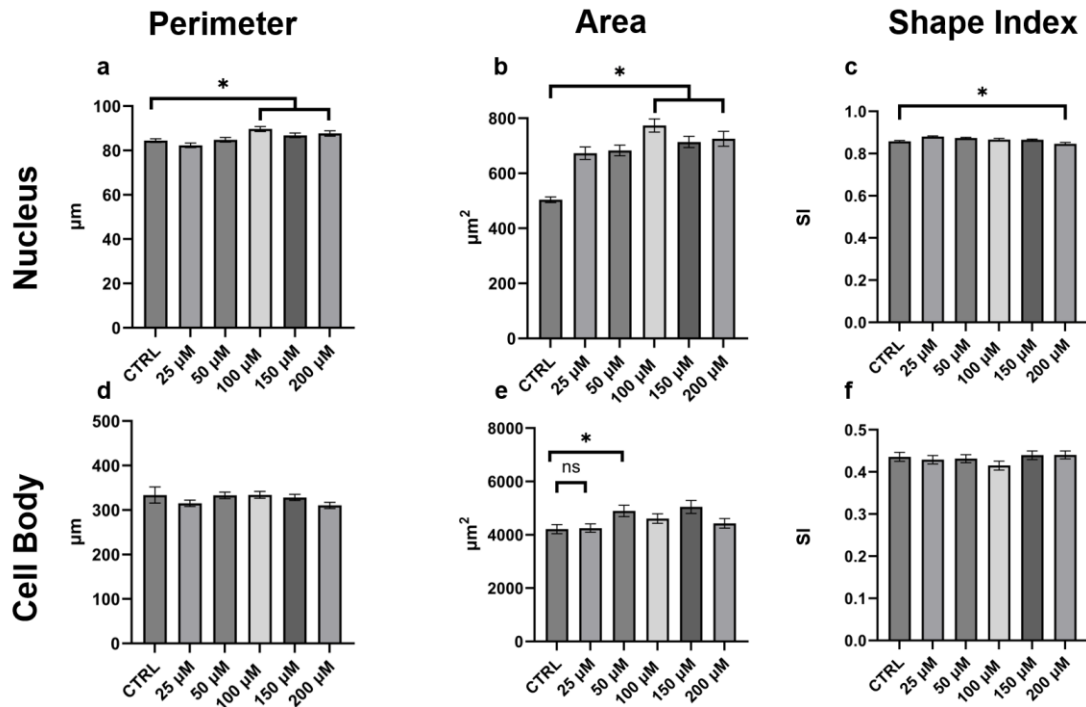 Perimeter
Area
Shape Index
Nucleus
Cell Body
a
*
100
80
60
40
20
0
µm
CTRL
25 µM
50 µM
100 µM
150 µM
200 µM
b
*
800
600
400
200
0
µm²
CTRL
25 µM
50 µM
100 µM
150 µM
200 µM
c
*
1.0
0.8
0.6
0.4
0.2
0.0
SI
CTRL
25 µM
50 µM
100 µM
150 µM
200 µM
d
500
400
300
200
100
0
µm
CTRL
25 µM
50 µM
100 µM
150 µM
200 µM
e
*
ns
8000
6000
4000
2000
0
µm²
CTRL
25 µM
50 µM
100 µM
150 µM
200 µM
f
0.5
0.4
0.3
0.2
0.1
0.0
SI
CTRL
25 µM
50 µM
100 µM
150 µM
200 µM